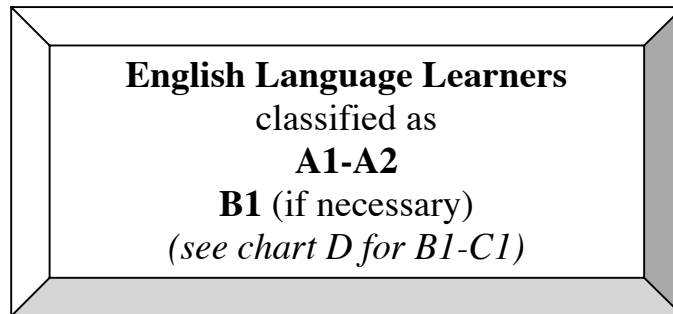 English Language Learners
classified as
A1-A2
B1 (if necessary)
(see chart D for B1-C1)